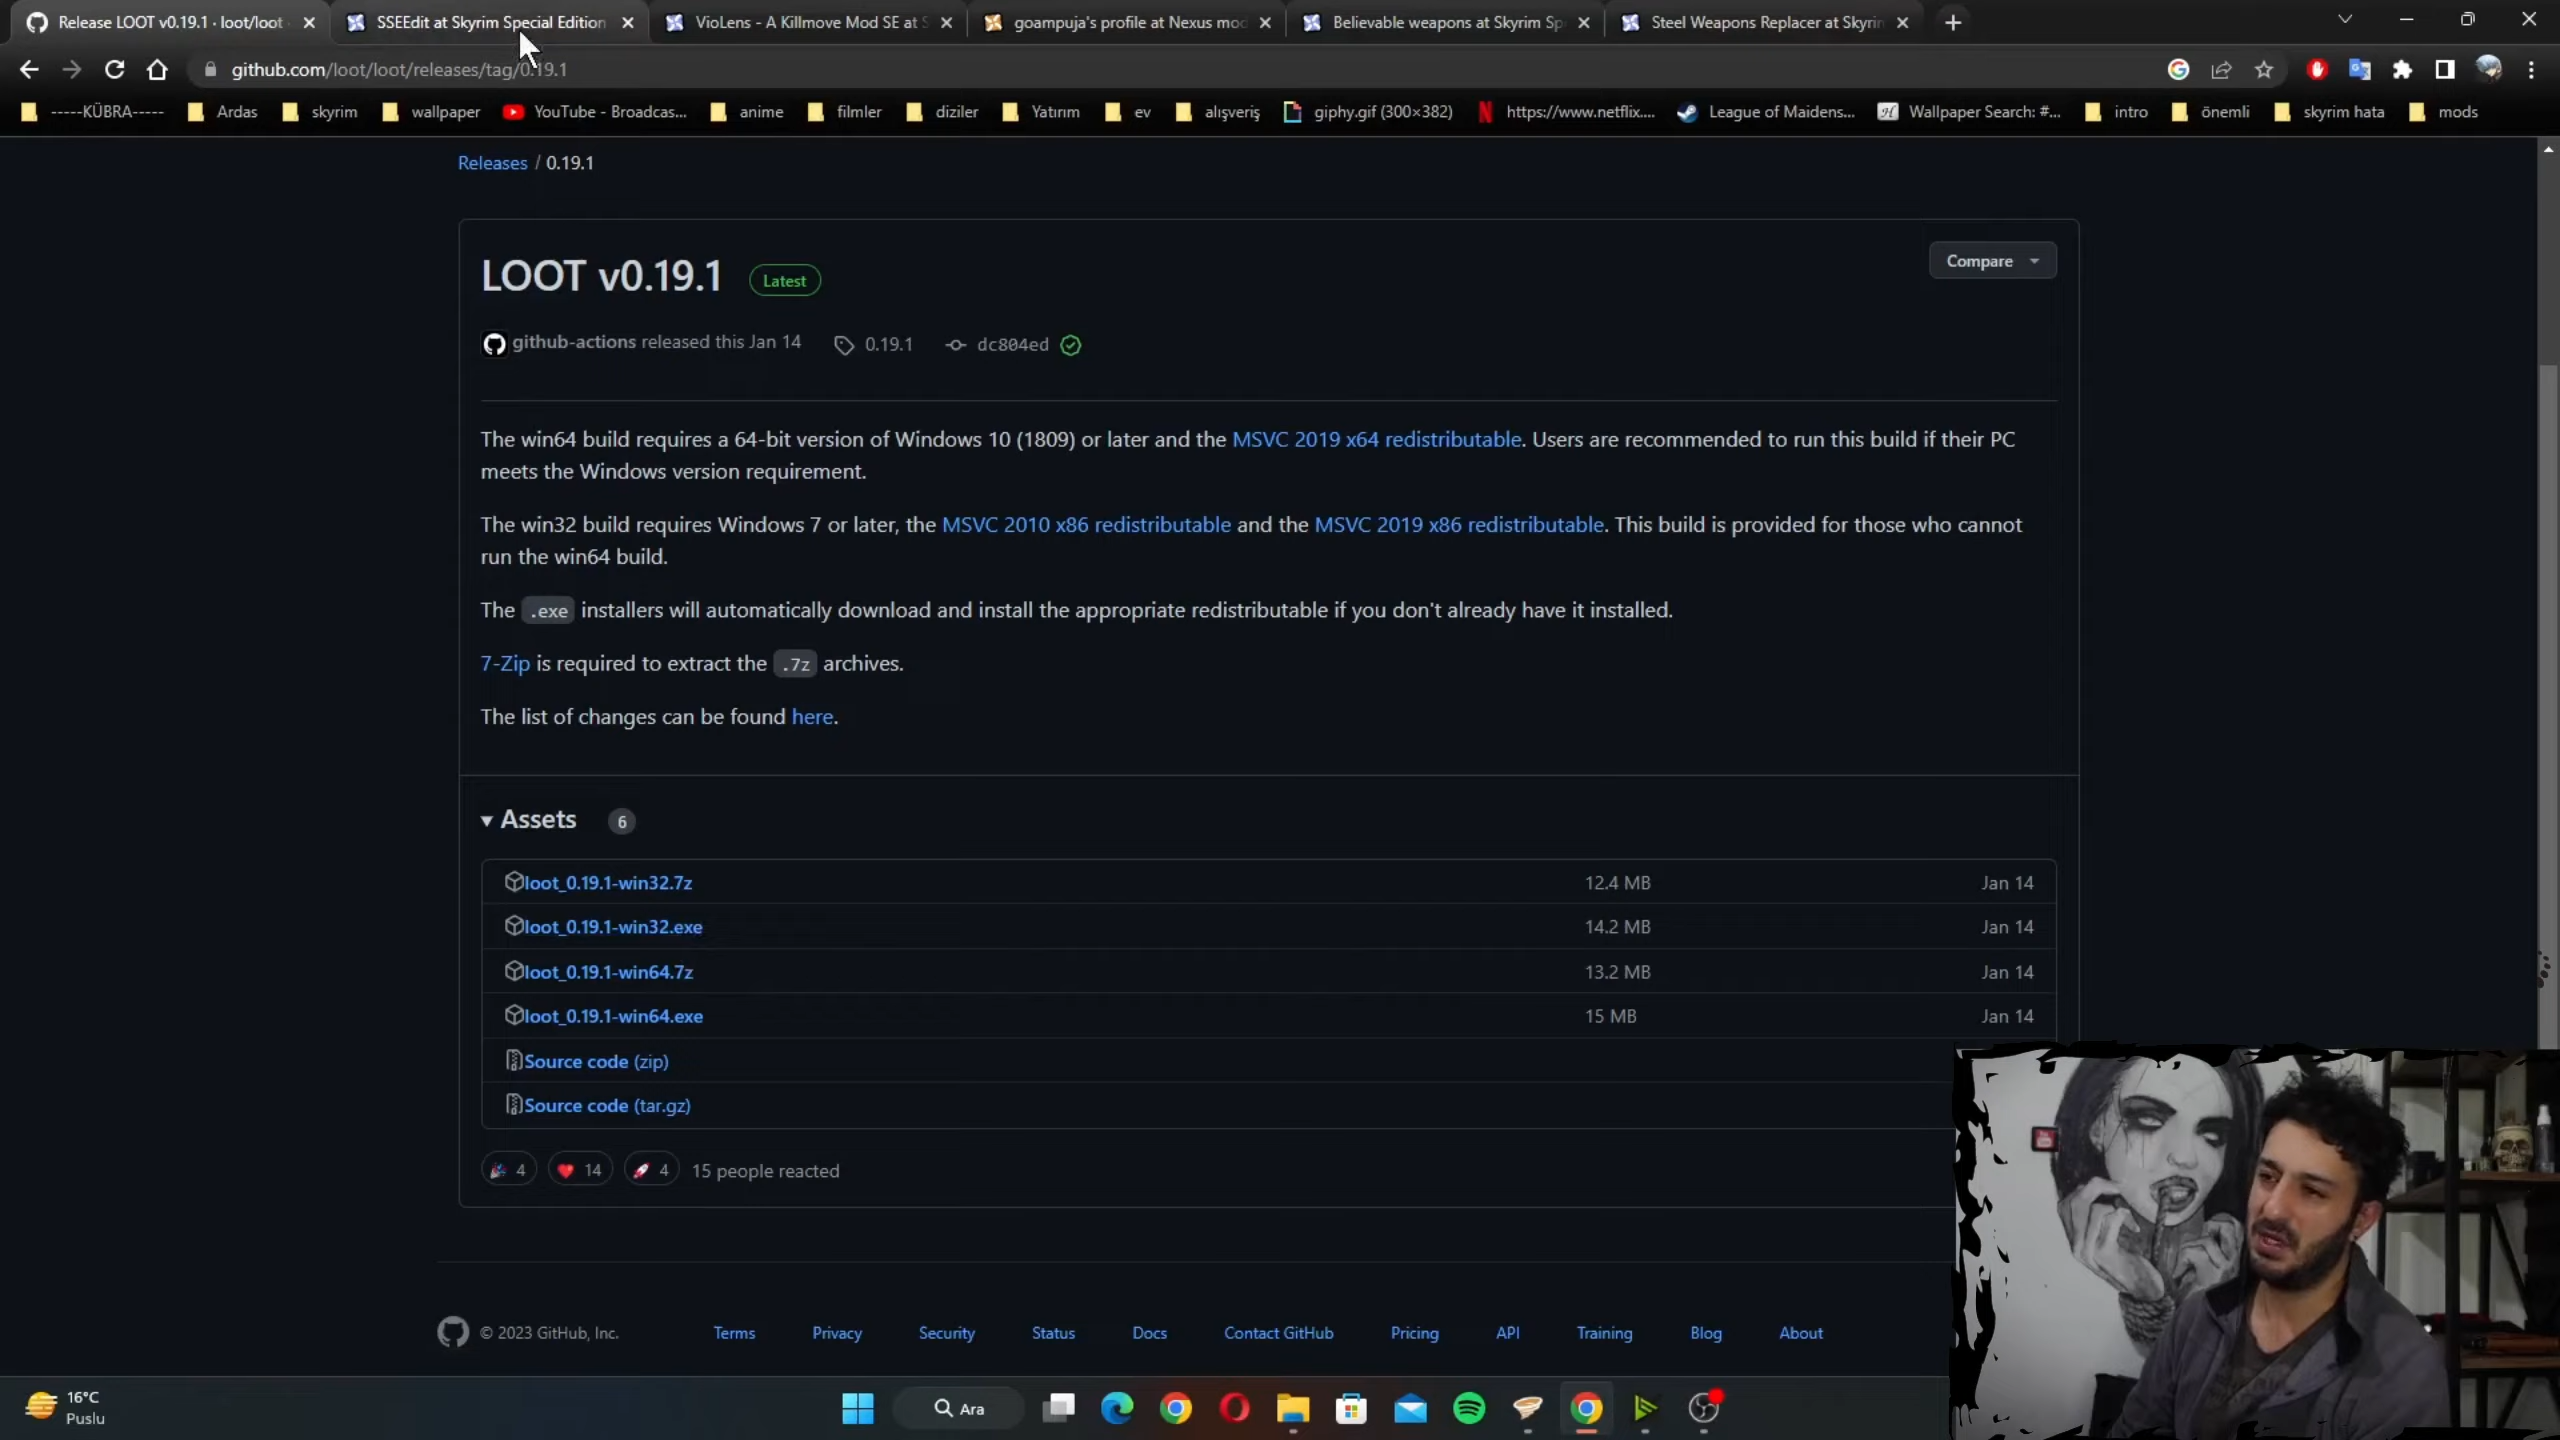 Release LOOT v0.19.1 · loot/loot
SSEEdit at Skyrim Special Edition
VioLens - A Killmove Mod SE at S
goampuja's profile at Nexus mod
Believable weapons at Skyrim Sp
Steel Weapons Replacer at Skyrim
github.com/loot/loot/releases/tag/0.19.1
-----KÜBRA-----
Ardas
skyrim
wallpaper
YouTube - Broadcas...
anime
filmler
diziler
Yatırım
ev
alışveriş
giphy.gif (300×382)
https://www.netflix....
League of Maidens...
Wallpaper Search: #...
intro
önemli
skyrim hata
mods
Releases / 0.19.1
LOOT v0.19.1 Latest
Compare
github-actions released this Jan 14 0.19.1 dc804ed
The win64 build requires a 64-bit version of Windows 10 (1809) or later and the MSVC 2019 x64 redistributable. Users are recommended to run this build if their PC
meets the Windows version requirement.
The win32 build requires Windows 7 or later, the MSVC 2010 x86 redistributable and the MSVC 2019 x86 redistributable. This build is provided for those who cannot
run the win64 build.
The .exe installers will automatically download and install the appropriate redistributable if you don't already have it installed.
7-Zip is required to extract the .7z archives.
The list of changes can be found here.
Assets 6
loot_0.19.1-win32.7z 12.4 MB Jan 14
loot_0.19.1-win32.exe 14.2 MB Jan 14
loot_0.19.1-win64.7z 13.2 MB Jan 14
loot_0.19.1-win64.exe 15 MB Jan 14
Source code (zip)
Source code (tar.gz)
4 14 4 15 people reacted
© 2023 GitHub, Inc. Terms Privacy Security Status Docs Contact GitHub Pricing API Training Blog About
16°C
Puslu
Ara